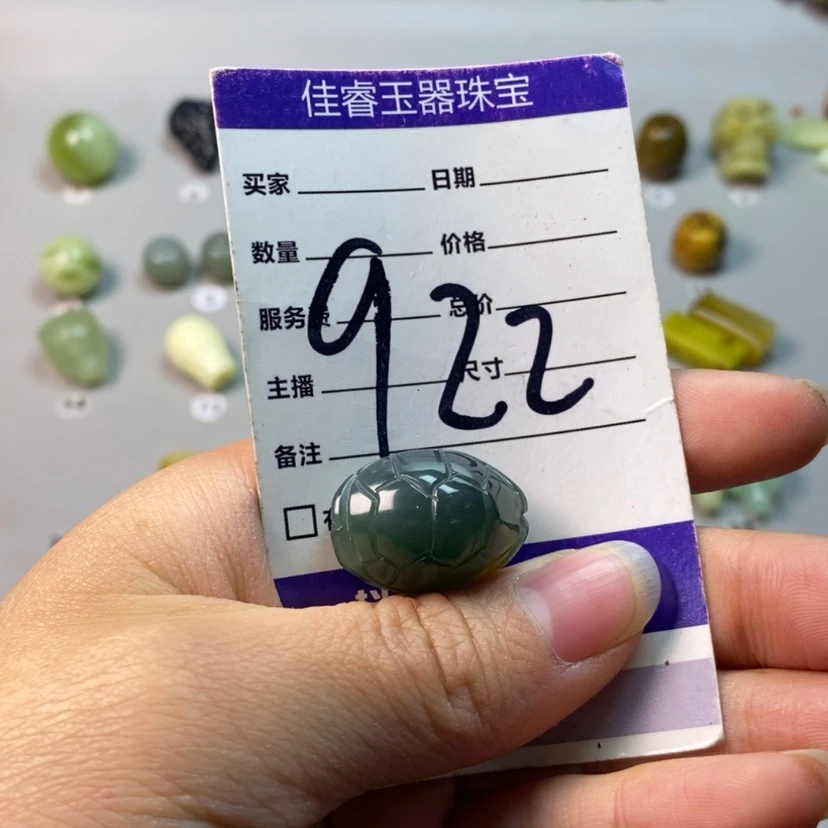 佳睿玉器珠宝
买家 日期
数量 价格
服务费 总价
主播 尺寸
备注
922